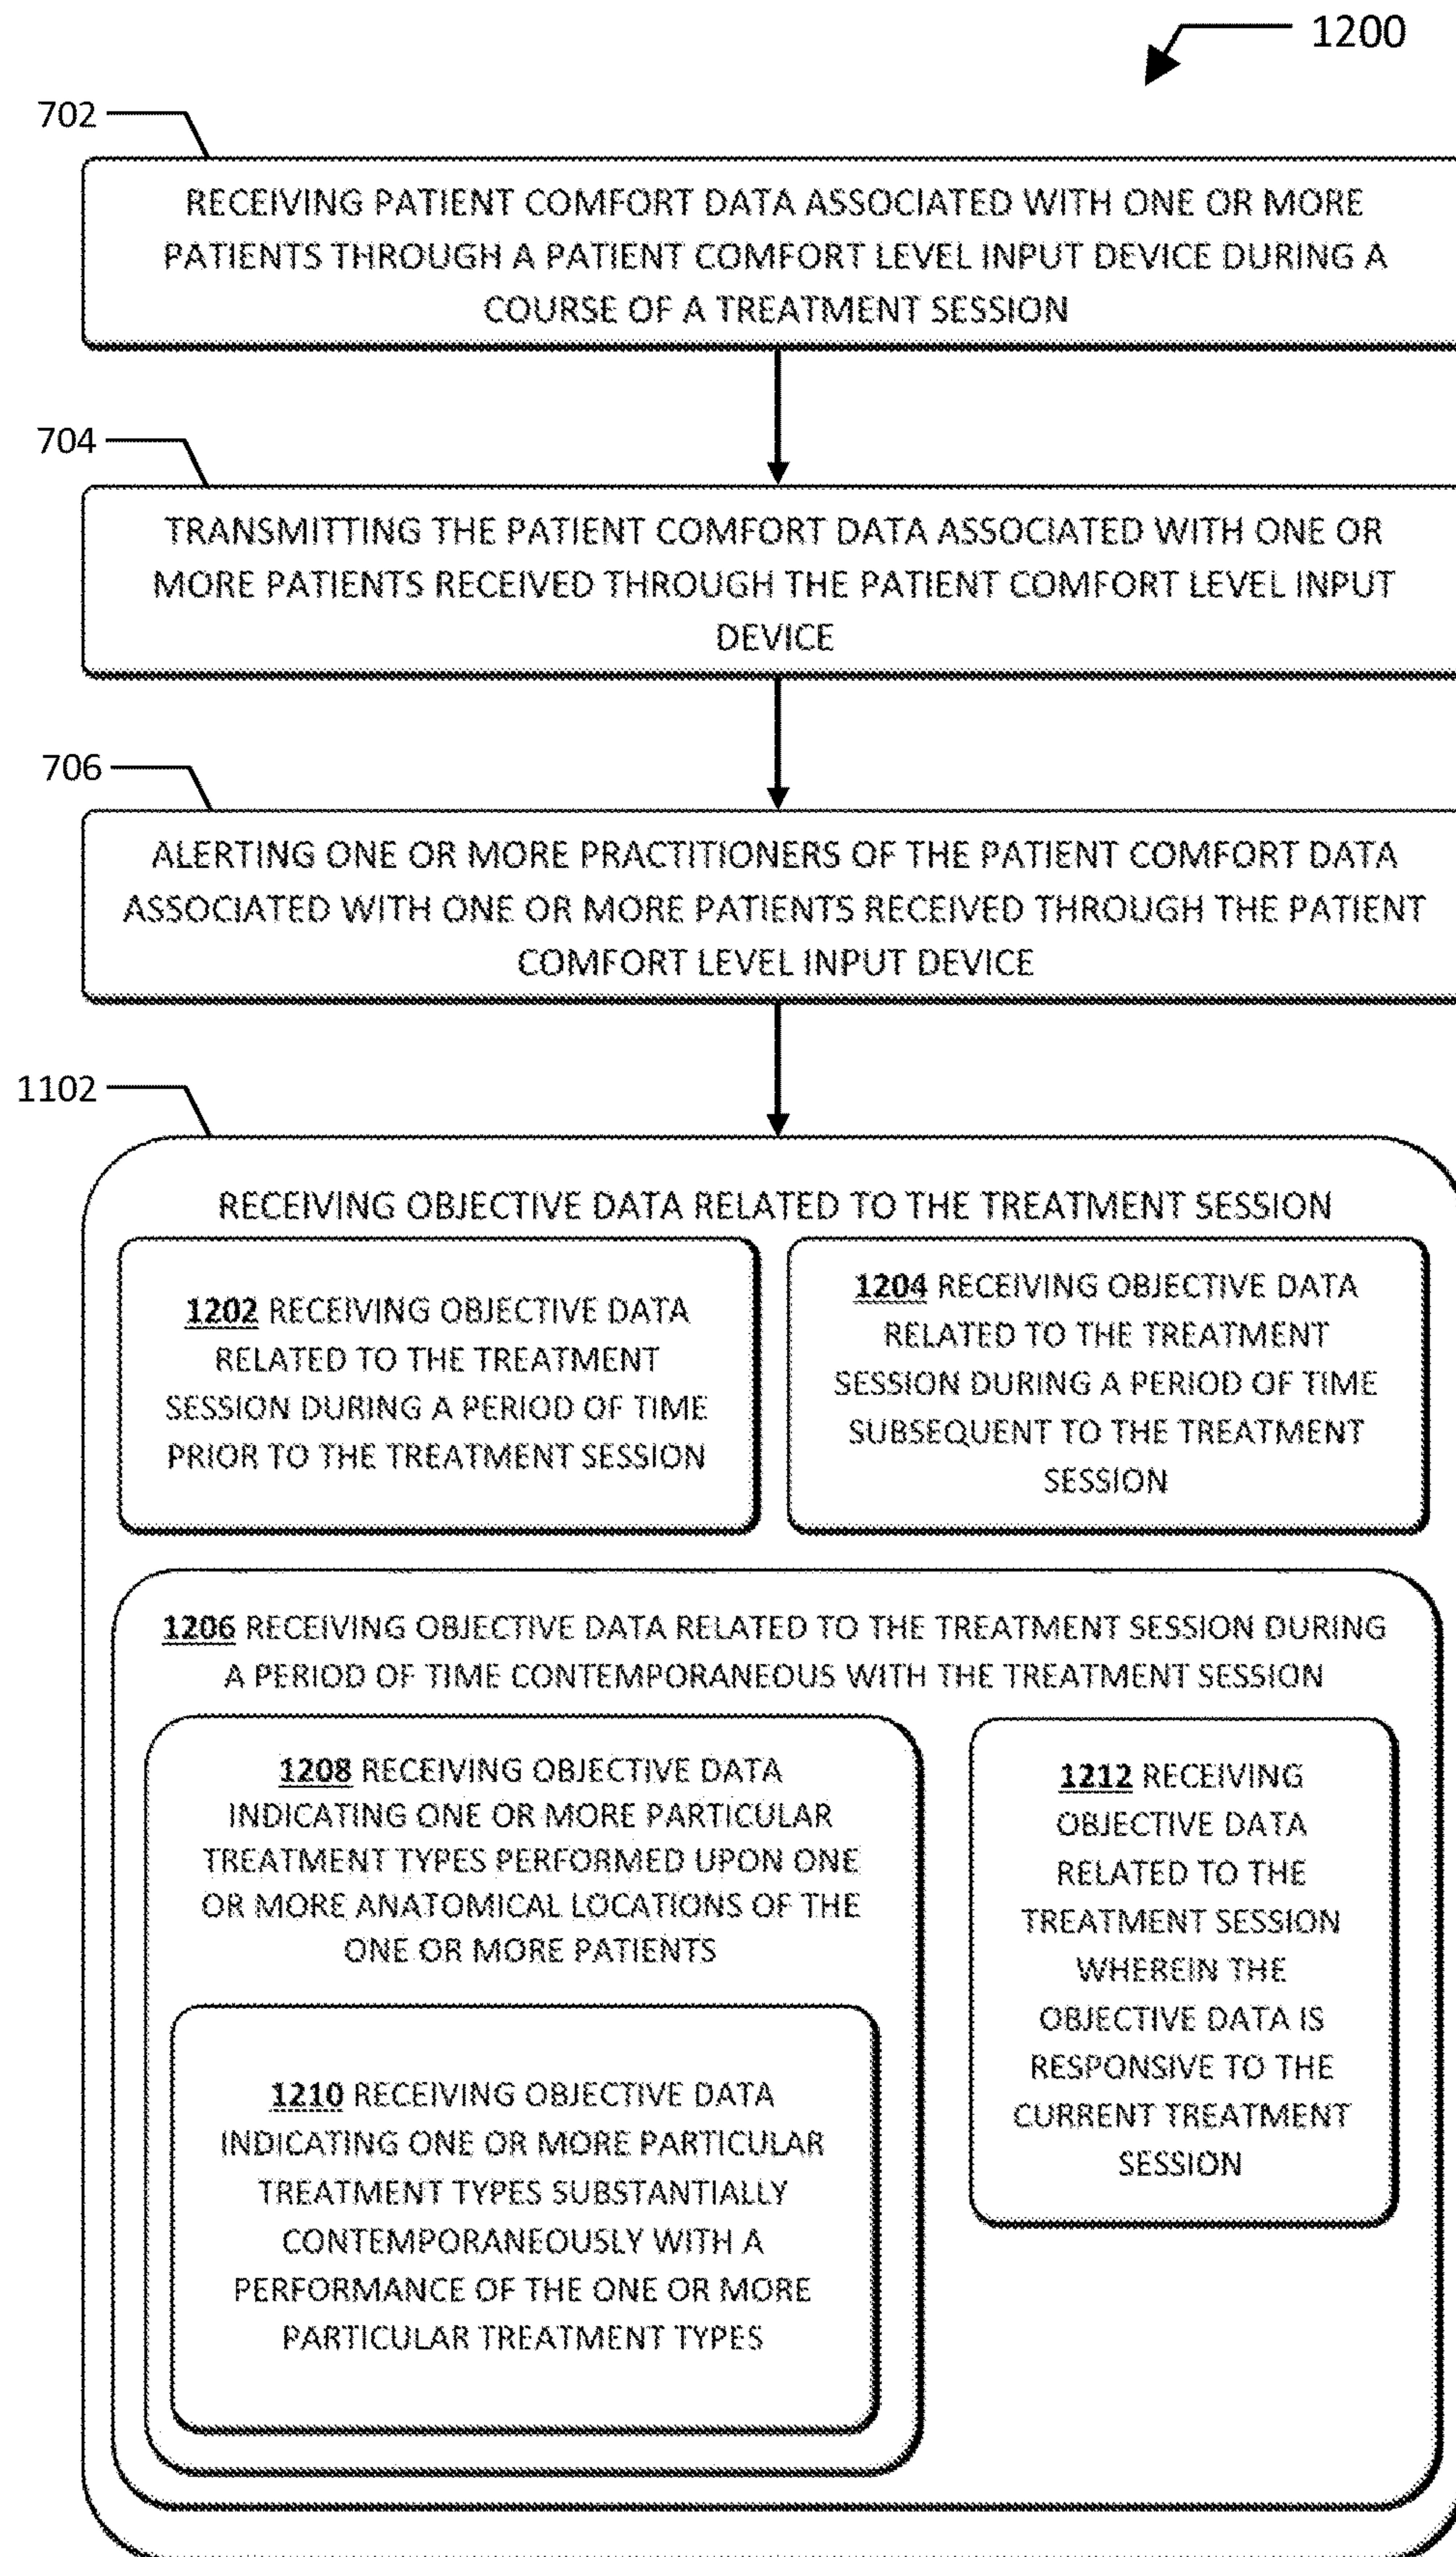 1200
702
RECEIVING PATIENT COMFORT DATA ASSOCIATED WITH ONE OR MORE
PATIENTS THROUGH A PATIENT COMFORT LEVEL INPUT DEVICE DURING A
COURSE OF A TREATMENT SESSION
704
TRANSMITTING THE PATIENT COMFORT DATA ASSOCIATED WITH ONE OR
MORE PATIENTS RECEIVED THROUGH THE PATIENT COMFORT LEVEL INPUT
DEVICE
706
ALERTING ONE OR MORE PRACTITIONERS OF THE PATIENT COMFORT DATA
ASSOCIATED WITH ONE OR MORE PATIENTS RECEIVED THROUGH THE PATIENT
COMFORT LEVEL INPUT DEVICE
1102
RECEIVING OBJECTIVE DATA RELATED TO THE TREATMENT SESSION
1202 RECEIVING OBJECTIVE DATA
RELATED TO THE TREATMENT
SESSION DURING A PERIOD OF TIME
PRIOR TO THE TREATMENT SESSION
1204 RECEIVING OBJECTIVE DATA
RELATED TO THE TREATMENT
SESSION DURING A PERIOD OF TIME
SUBSEQUENT TO THE TREATMENT
SESSION
1206 RECEIVING OBJECTIVE DATA RELATED TO THE TREATMENT SESSION DURING
A PERIOD OF TIME CONTEMPORANEOUS WITH THE TREATMENT SESSION
1208 RECEIVING OBJECTIVE DATA
INDICATING ONE OR MORE PARTICULAR
TREATMENT TYPES PERFORMED UPON ONE
OR MORE ANATOMICAL LOCATIONS OF THE
ONE OR MORE PATIENTS
1210 RECEIVING OBJECTIVE DATA
INDICATING ONE OR MORE PARTICULAR
TREATMENT TYPES SUBSTANTIALLY
CONTEMPORANEOUSLY WITH A
PERFORMANCE OF THE ONE OR MORE
PARTICULAR TREATMENT TYPES
1212 RECEIVING
OBJECTIVE DATA
RELATED TO THE
TREATMENT SESSION
WHEREIN THE
OBJECTIVE DATA IS
RESPONSIVE TO THE
CURRENT TREATMENT
SESSION